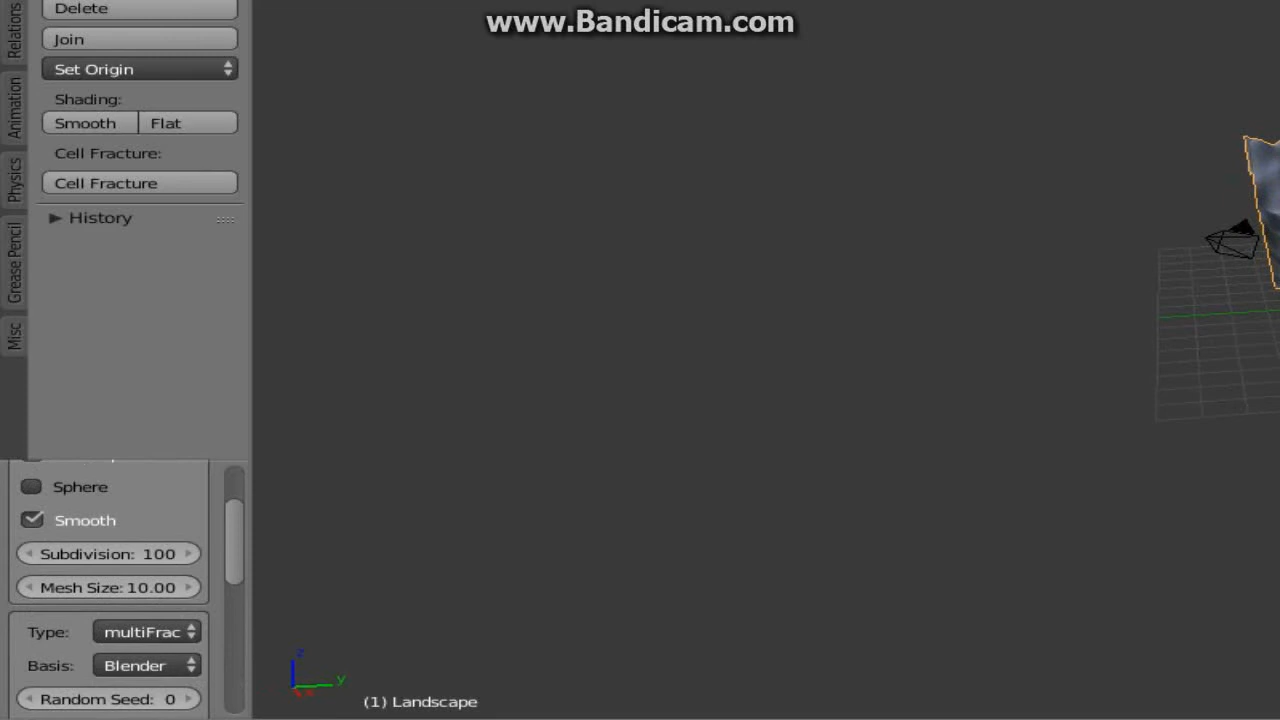 www.Bandicam.com
Delete
Join
Set Origin
Shading:
Smooth Flat
Cell Fracture:
Cell Fracture
History
Relations
Animation
Physics
Grease Pencil
Misc
Sphere
Smooth
Subdivision: 100
Mesh Size: 10.00
Type: multiFrac
Basis: Blender
Random Seed: 0
z
y
(1) Landscape